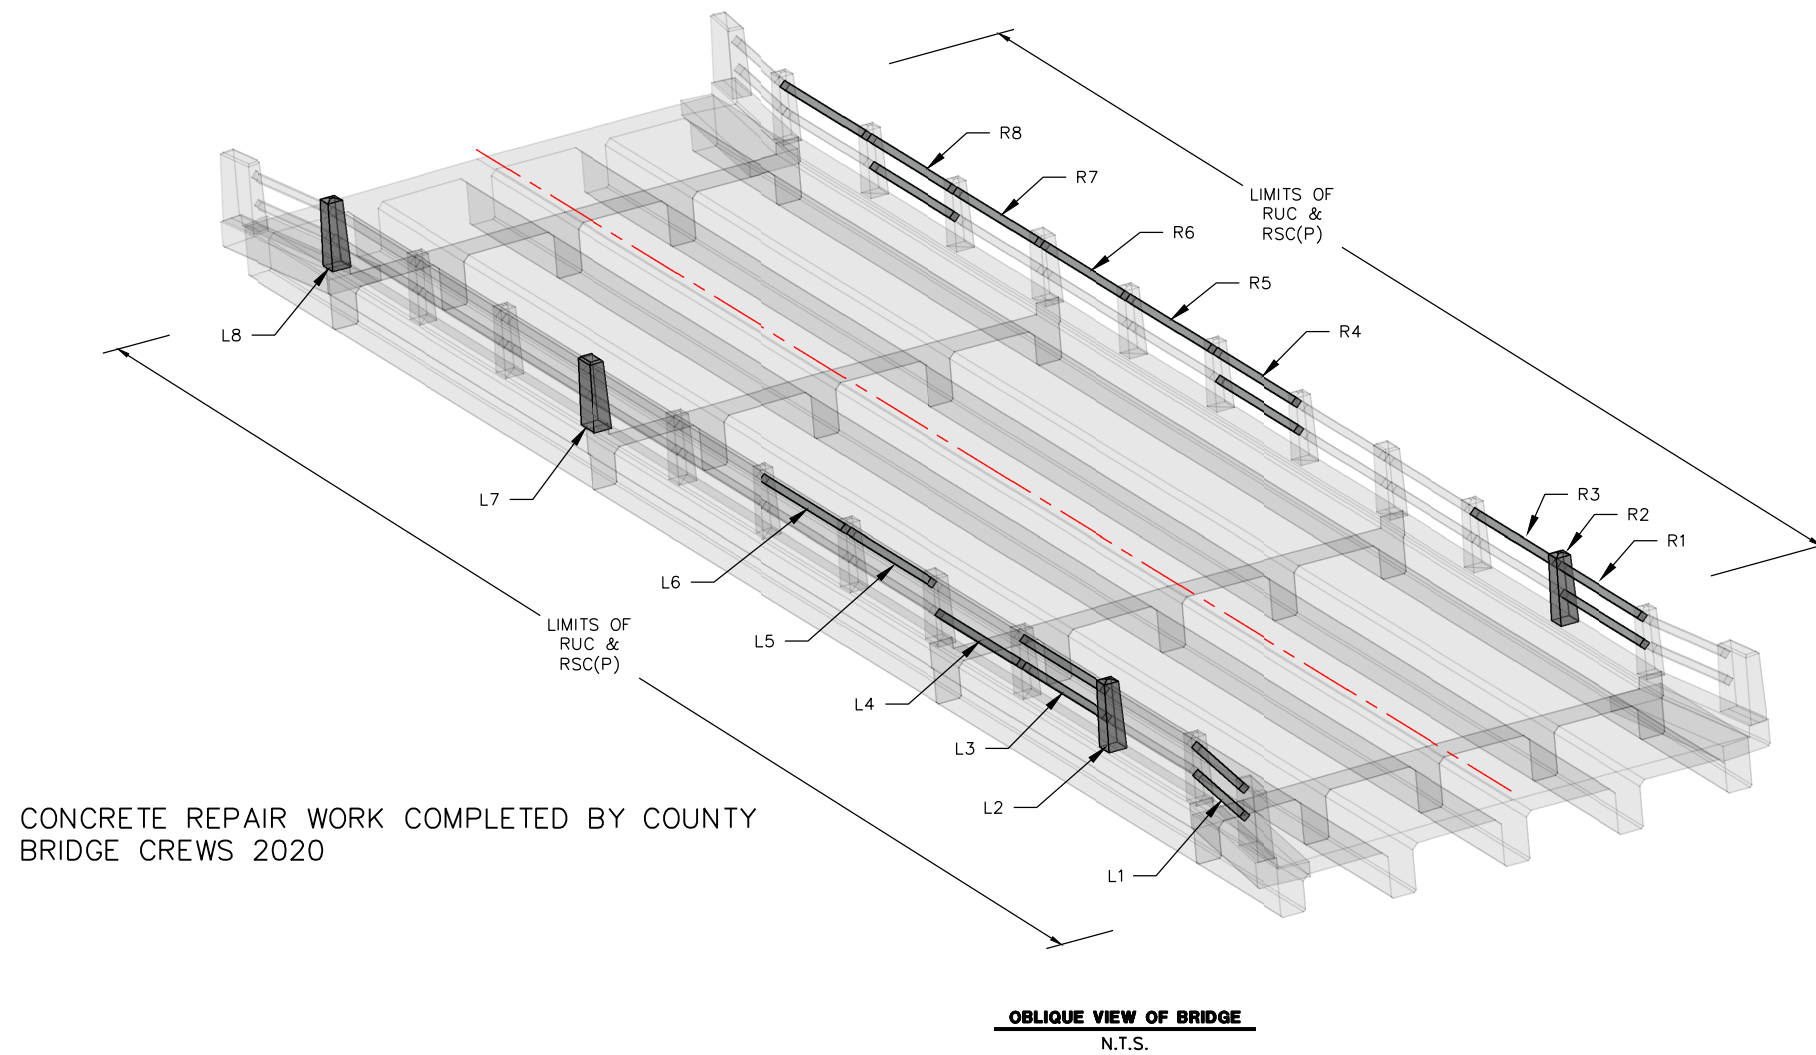 R8
R7
LIMITS OF
RUC &
RSC(P)
R6
R5
R4
L8
R3
L7
R2
R1
L6
LIMITS OF
RUC &
RSC(P)
L5
L4
L3
L2
CONCRETE REPAIR WORK COMPLETED BY COUNTY
BRIDGE CREWS 2020
L1
OBLIQUE VIEW OF BRIDGE
N.T.S.